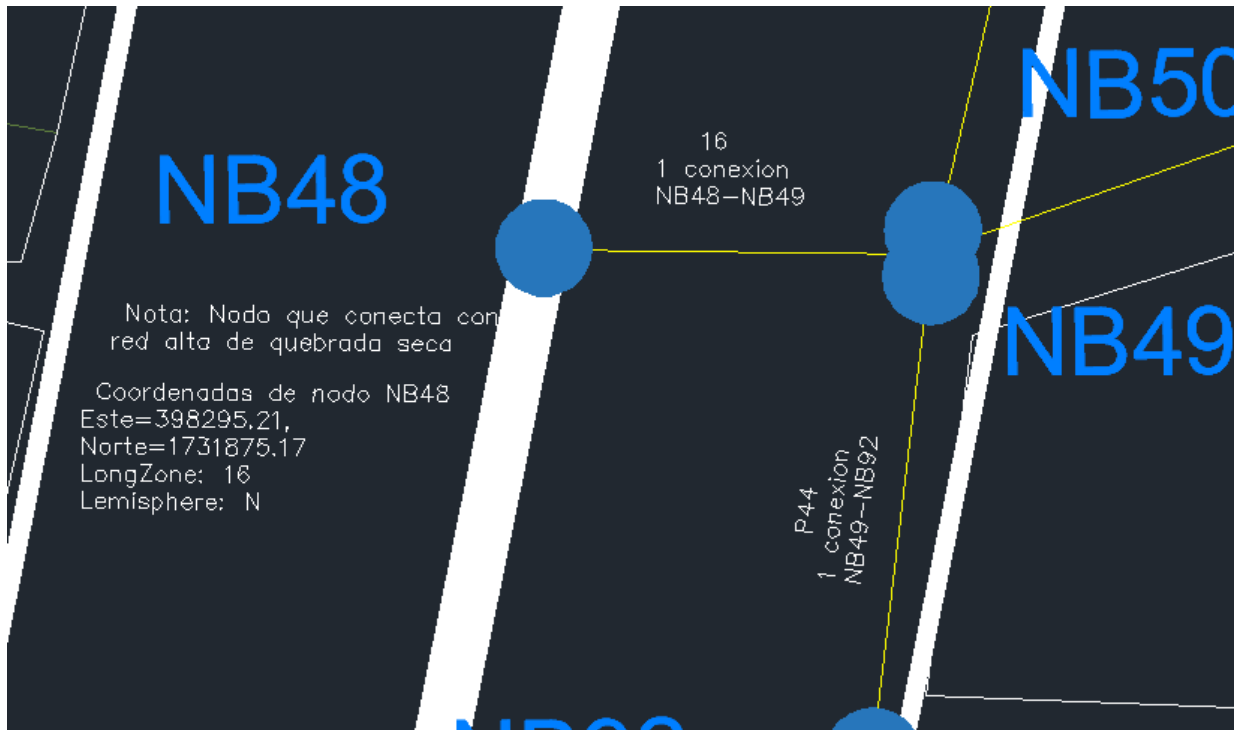 NB50
16
1 conexion
NB48-NB49
NB48
Nota: Nodo que conecta con
red alta de quebrada seca
NB49
Coordenadas de nodo NB48
Este=398295.21,
Norte=1731875.17
LongZone: 16
Lemisphere: N
P44
1 conexion
NB49-NB92